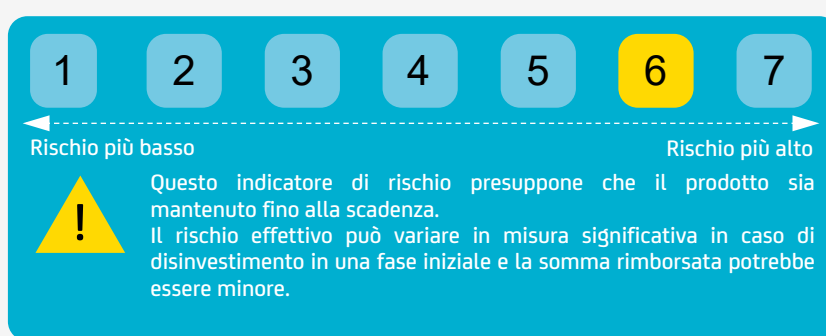 1 2 3 4 5 6 7
Rischio più basso Rischio più alto
!
Questo indicatore di rischio presuppone che il prodotto sia
mantenuto fino alla scadenza.
Il rischio effettivo può variare in misura significativa in caso di
disinvestimento in una fase iniziale e la somma rimborsata potrebbe
essere minore.